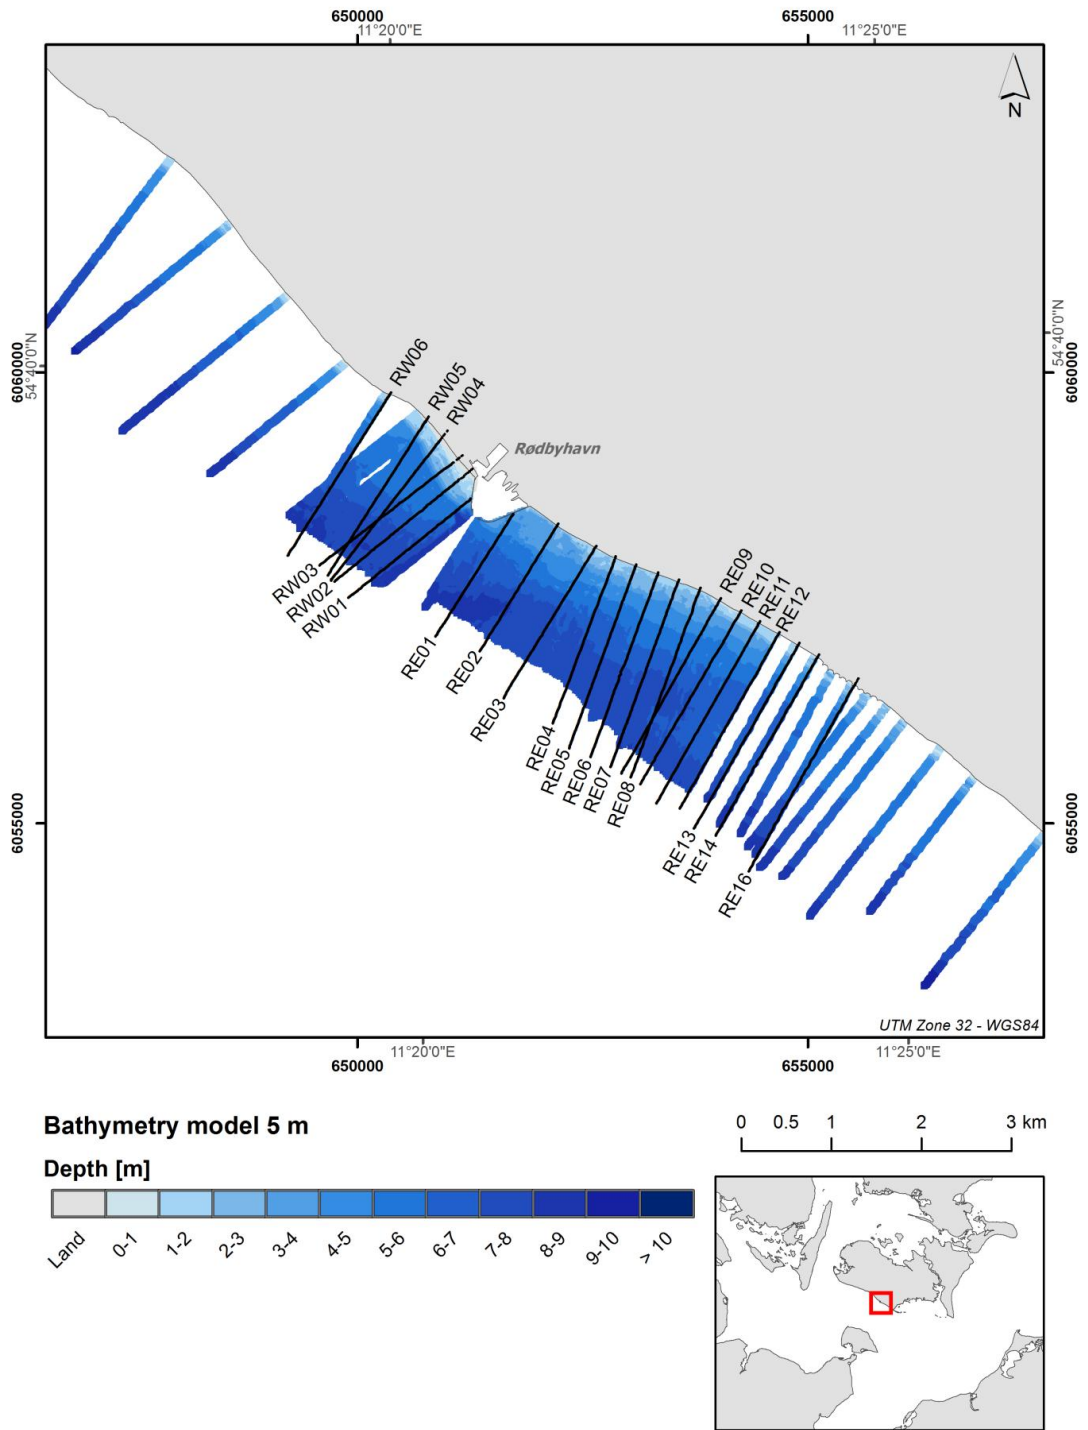 650000
655000
11°20'0"E
11°25'0"E
N
6060000
54°40'0"N
54°40'0"N
6060000
RW06
RW05
RW04
Rødbyhavn
RW03
RW02
RW01
RE09
RE10
RE11
RE12
RE01
RE02
RE03
RE04
RE05
RE06
RE07
RE08
RE13
RE14
RE16
6055000
6055000
UTM Zone 32 - WGS84
11°20'0"E
11°25'0"E
650000
655000
Bathymetry model 5 m
0 0.5 1 2 3 km
Depth [m]
Land 0-1 1-2 2-3 3-4 4-5 5-6 6-7 7-8 8-9 9-10 > 10